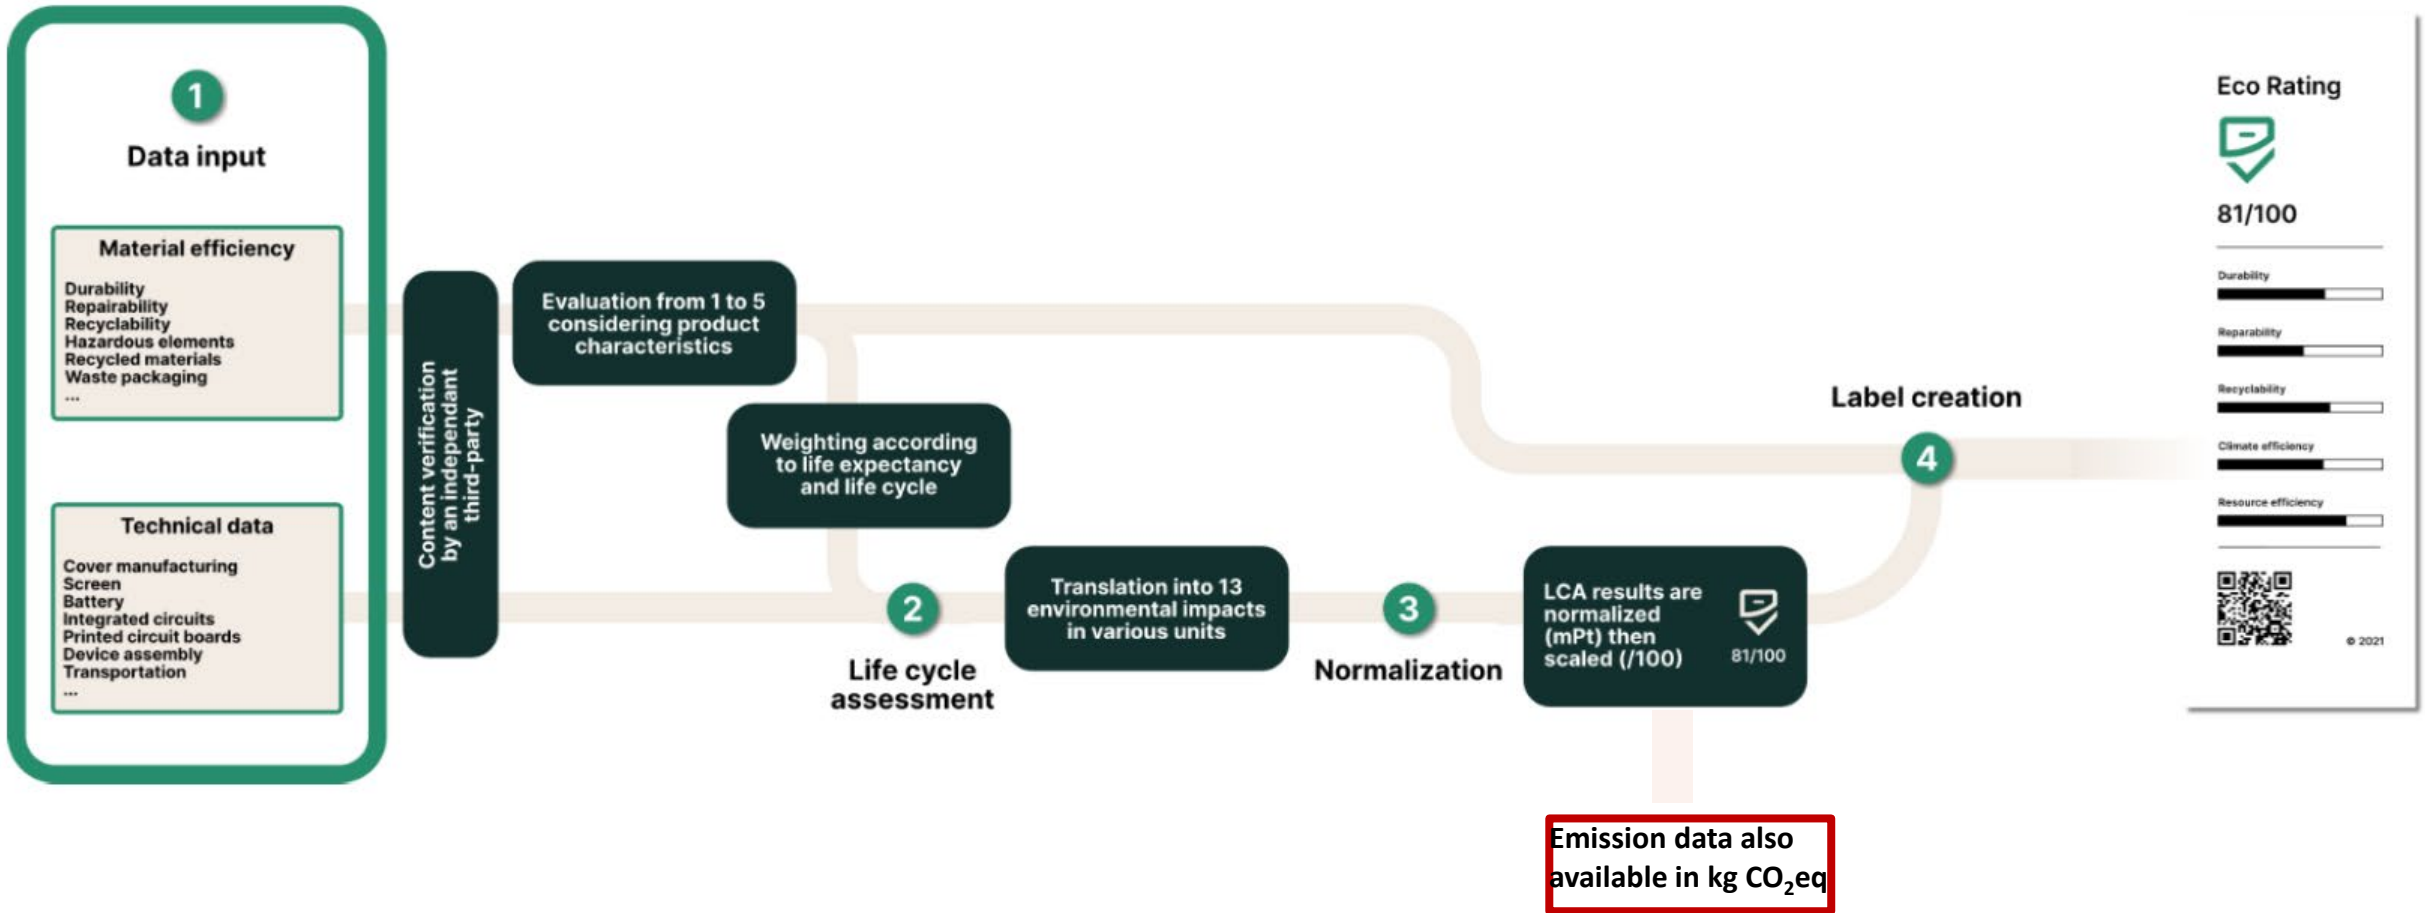 1
Data input
Material efficiency
Durability
Repairability
Recyclability
Hazardous elements
Recycled materials
Waste packaging
...
Technical data
Cover manufacturing
Screen
Battery
Integrated circuits
Printed circuit boards
Device assembly
Transportation
...
Content verification
by an independant
third-party
Evaluation from 1 to 5
considering product
characteristics
Weighting according
to life expectancy
and life cycle
2
Life cycle
assessment
Translation into 13
environmental impacts
in various units
3
Normalization
LCA results are
normalized
(mPt) then
scaled (/100)
81/100
Emission data also
available in kg CO₂eq
Label creation
4
Eco Rating
81/100
Durability
Reparability
Recyclability
Climate efficiency
Resource efficiency
© 2021